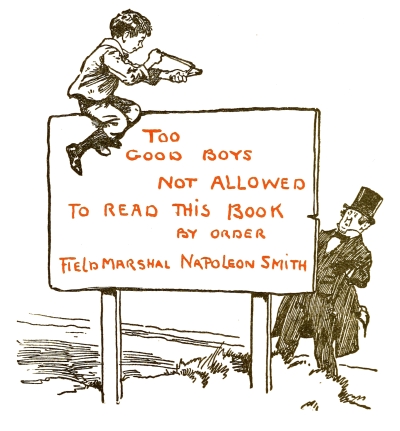 TOO
GOOD BOYS
NOT ALLOWED
TO READ THIS BOOK
BY ORDER
FIELD MARSHAL NAPOLEON SMITH